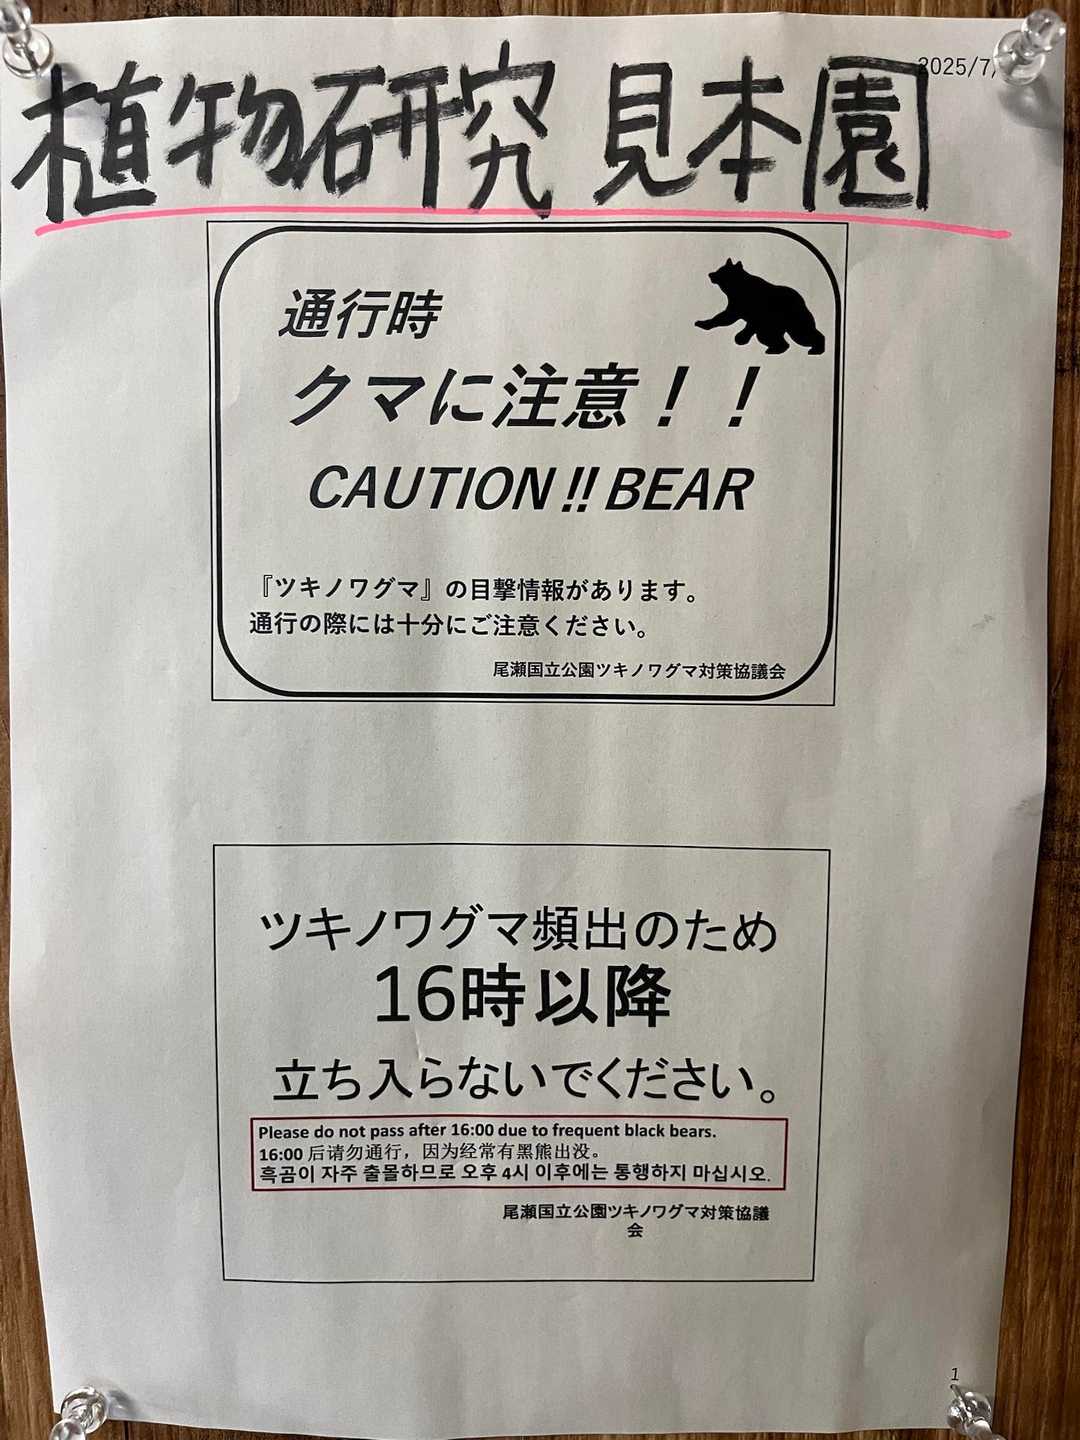 2025/7/
植物研究見本園
通行時
クマに注意！！
CAUTION!! BEAR
『ツキノワグマ』の目撃情報があります。
通行の際には十分にご注意ください。
尾瀬国立公園ツキノワグマ対策協議会
ツキノワグマ頻出のため
16時以降
立ち入らないでください。
Please do not pass after 16:00 due to frequent black bears.
16:00 后请勿通行，因为经常有黑熊出没。
흑곰이 자주 출몰하므로 오후 4시 이후에는 통행하지 마십시오.
尾瀬国立公園ツキノワグマ対策協議
会
1